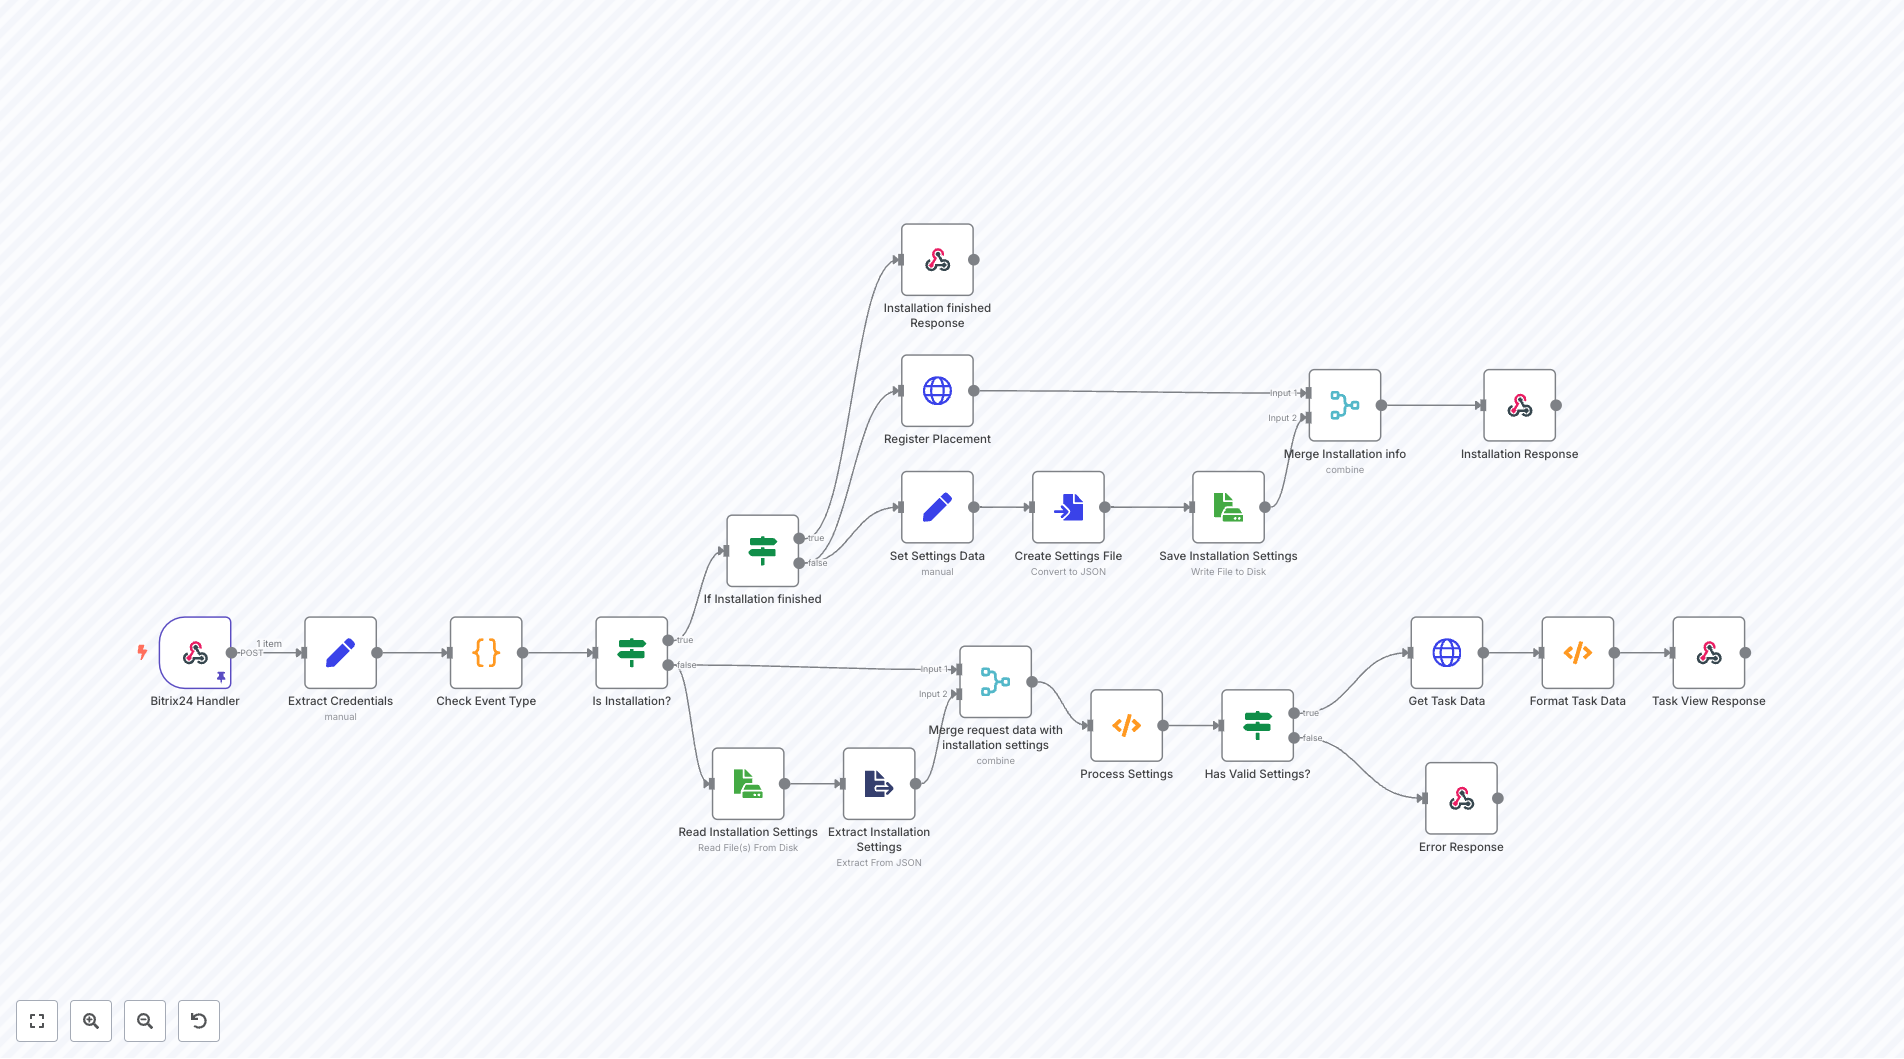 Installation finished
Response
Register Placement
Input 1
Input 2
Merge Installation info
combine
Installation Response
true
false
If Installation finished
Set Settings Data
manual
Create Settings File
Convert to JSON
Save Installation Settings
Write File to Disk
1 item
POST
Bitrix24 Handler
Extract Credentials
manual
Check Event Type
true
false
Is Installation?
Input 1
Input 2
Merge request data with
installation settings
combine
Read Installation Settings
Read File(s) From Disk
Extract Installation
Settings
Extract From JSON
Process Settings
true
false
Has Valid Settings?
Get Task Data
Format Task Data
Task View Response
Error Response